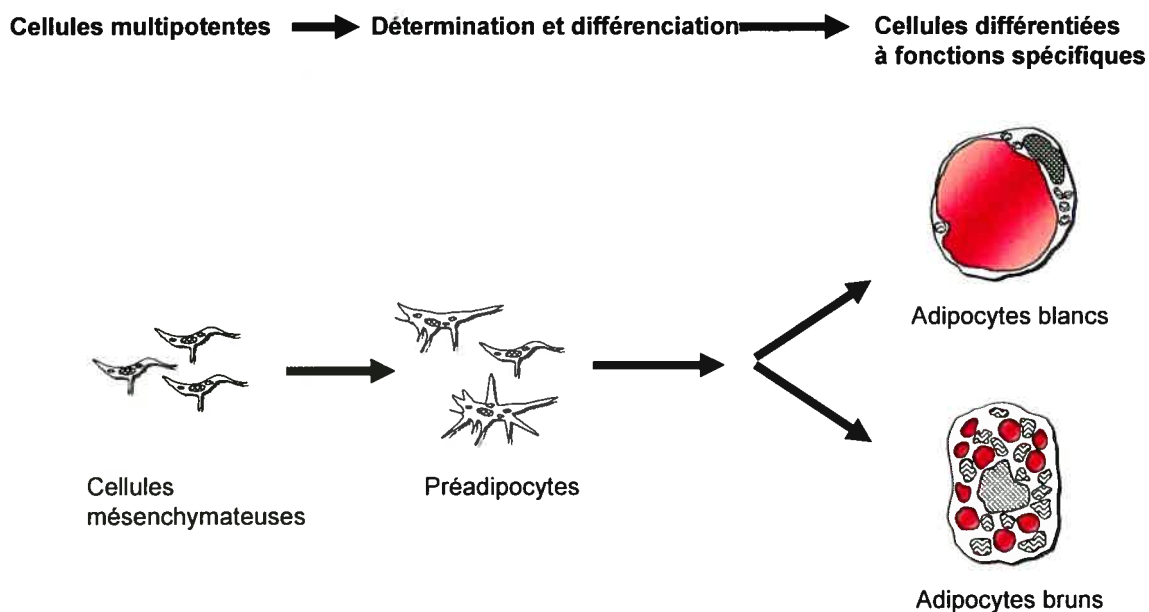 Cellules multipotentes
Détermination et différenciation
Cellules différentiées
à fonctions spécifiques
Adipocytes blancs
Cellules
mésenchymateuses
Préadipocytes
Adipocytes bruns